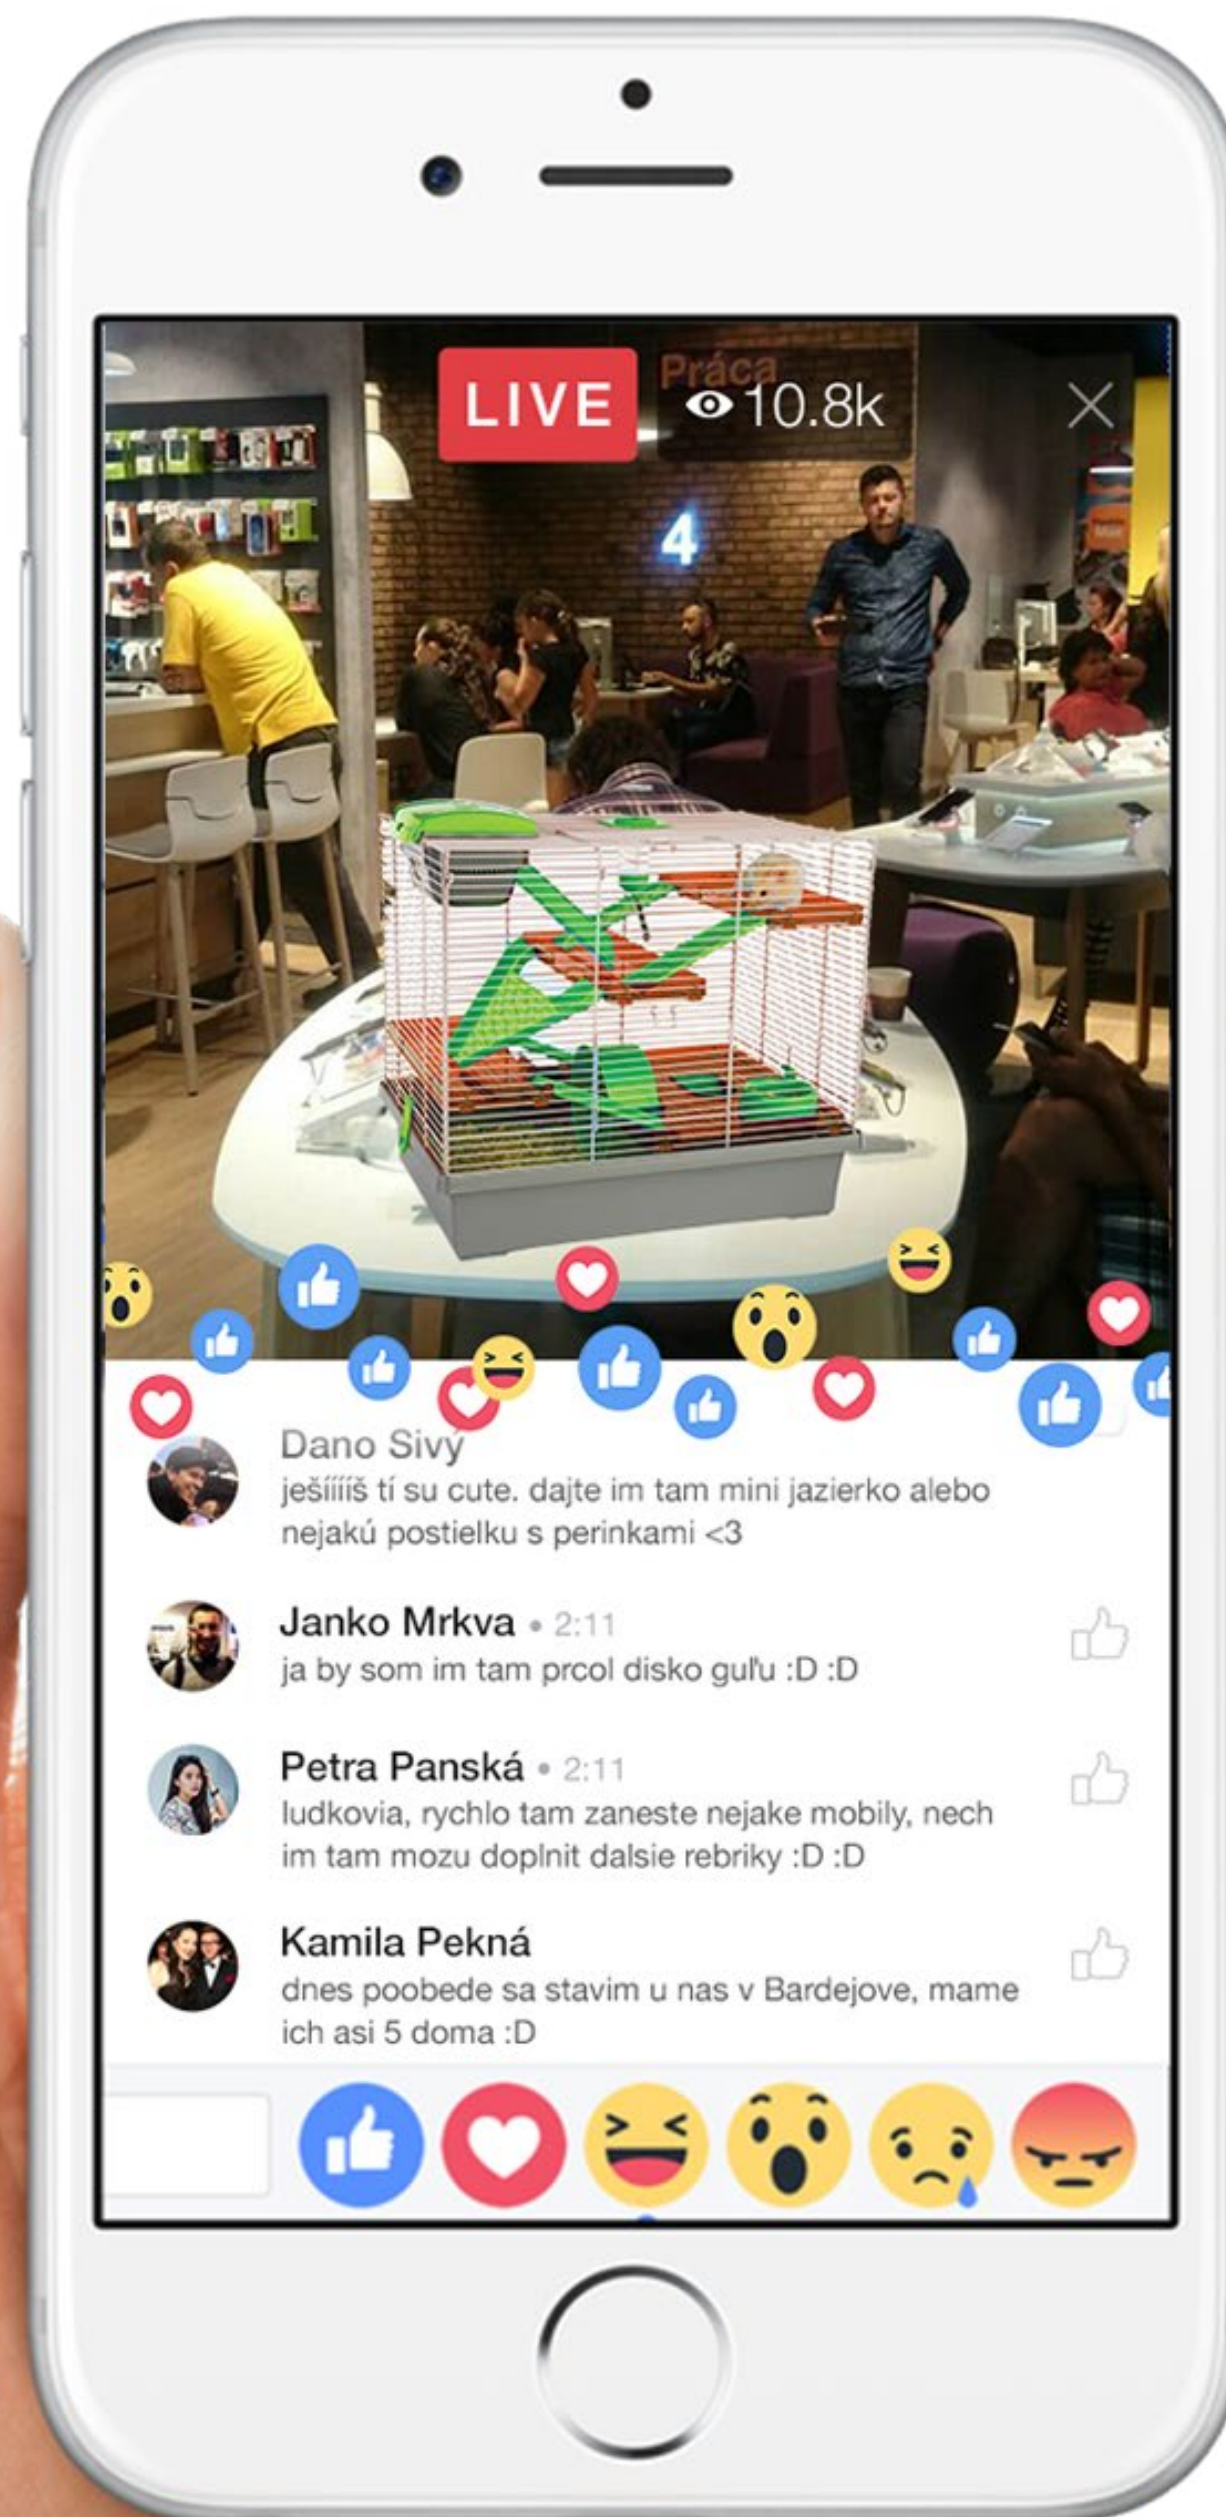 LIVE
Práca
10.8k
4
Dano Sivý
ješííííš tí su cute. dajte im tam mini jazierko alebo
nejakú postielku s perinkami <3
Janko Mrkva • 2:11
ja by som im tam prcol disko guľu :D :D
Petra Panská • 2:11
ludkovia, rychlo tam zaneste nejake mobily, nech
im tam mozu doplnit dalsie rebriky :D :D
Kamila Pekná
dnes poobede sa stavim u nas v Bardejove, mame
ich asi 5 doma :D